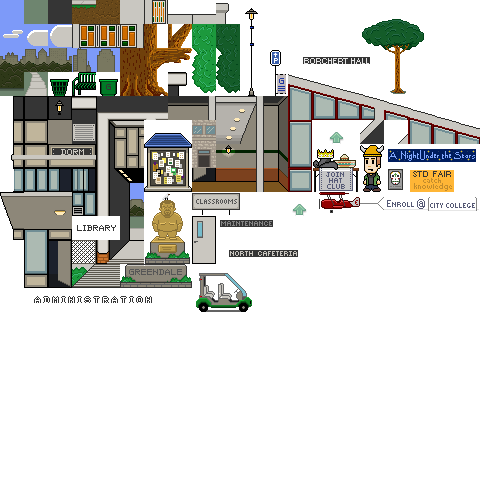 P
G
BORCHERT HALL
DORM
JOIN
HAT
CLUB
A Night Under the Stars
STD FAIR
catch
knowledge
CLASSROOMS
ENROLL @ CITY COLLEGE
MAINTENANCE
LIBRARY
NORTH CAFETERIA
GREENDALE
ADMINISTRATION